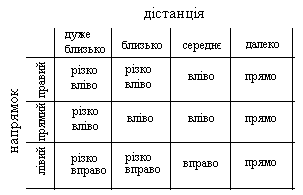 дістанція
дуже близько близько середнє далеко
напрямок
правий різко вліво різко вліво вліво прямо
прямий різко вліво вліво вліво прямо
лівий різко вправо різко вправо вправо прямо